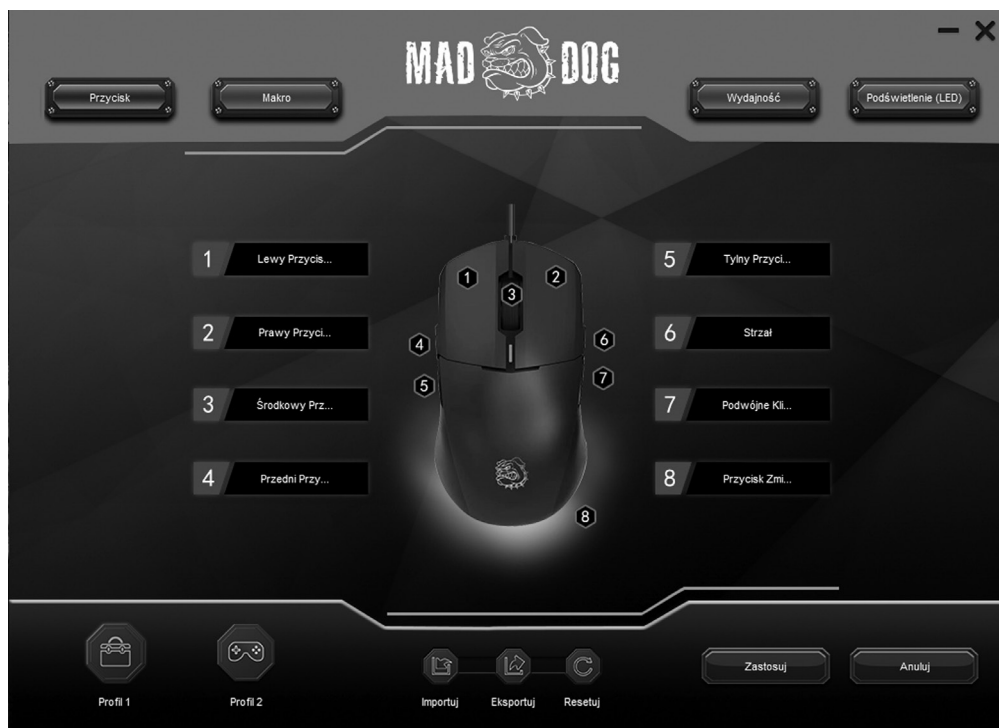 MAD DOG
Przycisk
Makro
Wydajność
Podświetlenie (LED)
1 Lewy Przycis...
2 Prawy Przyci...
3 Środkowy Prz...
4 Przedni Przy...
5 Tylny Przyci...
6 Strzał
7 Podwójne Kli...
8 Przycisk Zmi...
1
2
3
4
5
6
7
8
Profil 1
Profil 2
Importuj
Eksportuj
Resetuj
Zastosuj
Anuluj